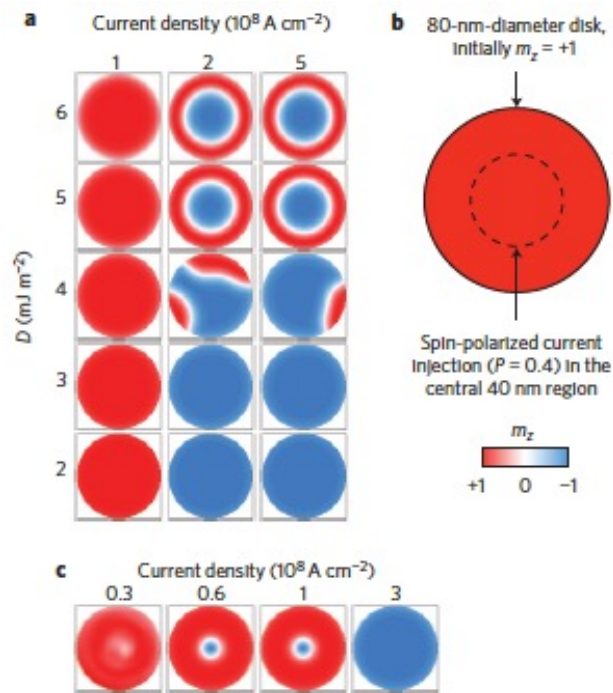 a
Current density (10⁸ A cm⁻²)
1 2 5
6
5
4
3
2
D (mJ m⁻²)
b
80-nm-diameter disk,
initially m_z = +1
Spin-polarized current
injection (P = 0.4) in the
central 40 nm region
m_z
+1 0 −1
c
Current density (10⁸ A cm⁻²)
0.3 0.6 1 3